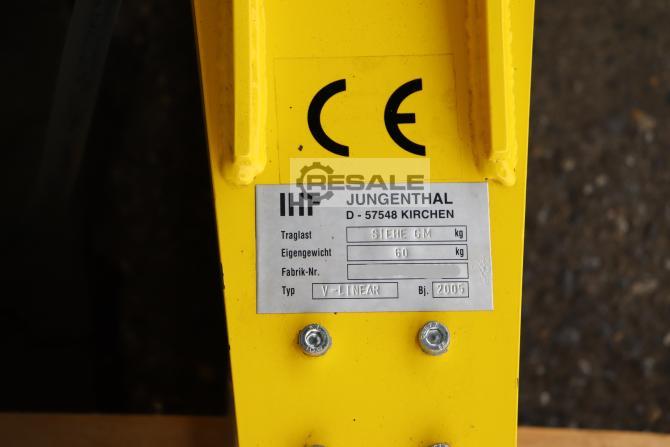 CE
RESALE
IHF JUNGENTHAL
D - 57548 KIRCHEN
Traglast SIEHE GM kg
Eigengewicht 60 kg
Fabrik-Nr.
Typ V-LINEAR Bj. 2005